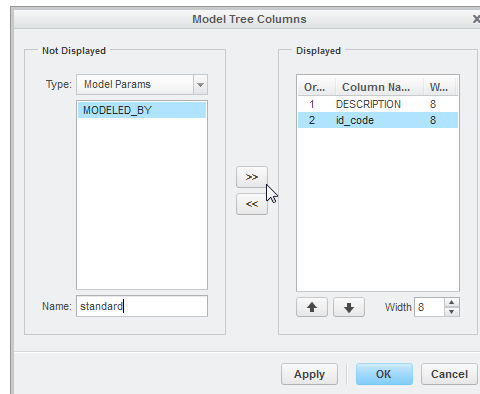 Model Tree Columns
Not Displayed
Type: Model Params
MODELED_BY
Name: standard
>>
<<
Displayed
Or... Column Na... W...
1 DESCRIPTION 8
2 id_code 8
Width 8
Apply OK Cancel